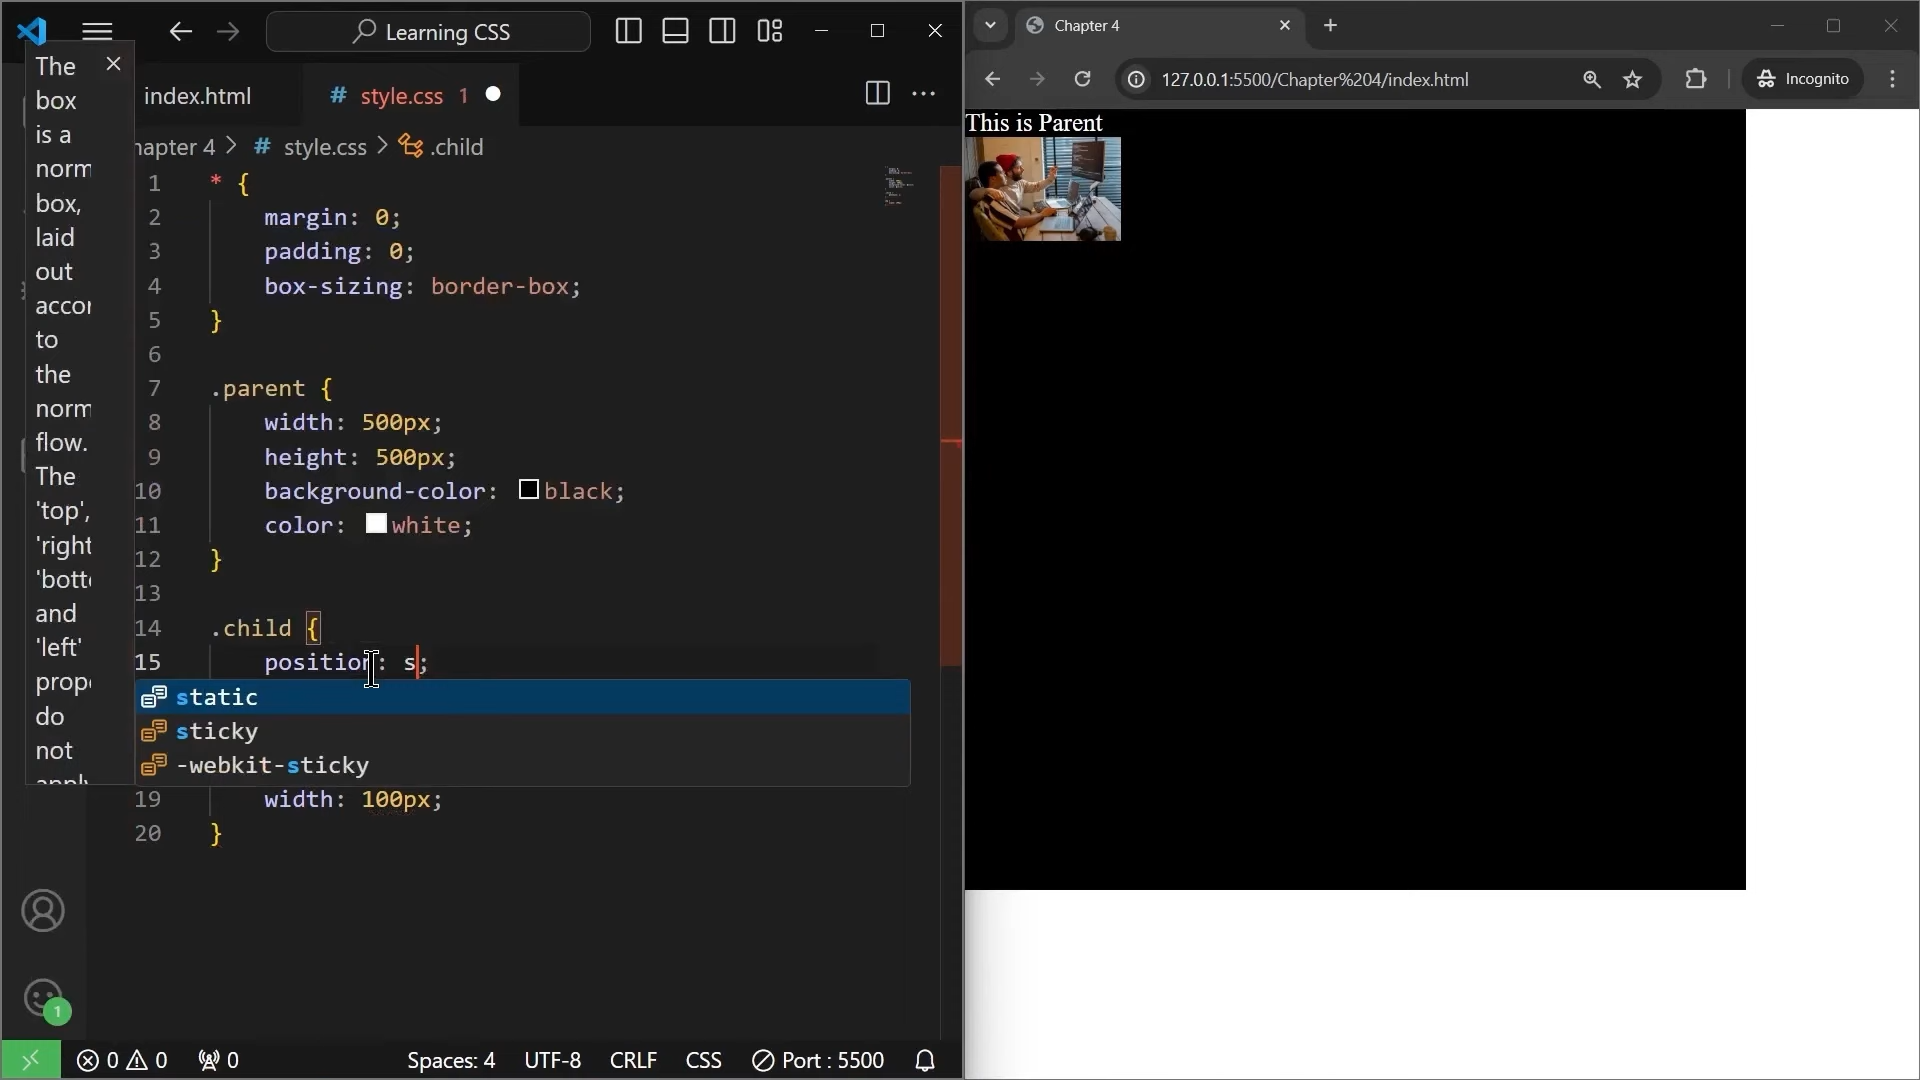 Learning CSS
The
box
is a
norm
box,
laid
out
accor
to
the
norm
flow.
The
'top',
'right
'botto
and
'left'
prope
do
not
index.html
# style.css 1
hapter 4 > # style.css > .child
1 * {
2 margin: 0;
3 padding: 0;
4 box-sizing: border-box;
5 }
6
7 .parent {
8 width: 500px;
9 height: 500px;
10 background-color: black;
11 color: white;
12 }
13
14 .child {
15 position: s;
static
sticky
-webkit-sticky
19 width: 100px;
20 }
1
0 0 0
Spaces: 4 UTF-8 CRLF CSS Port : 5500
Chapter 4
127.0.0.1:5500/Chapter%204/index.html
Incognito
This is Parent